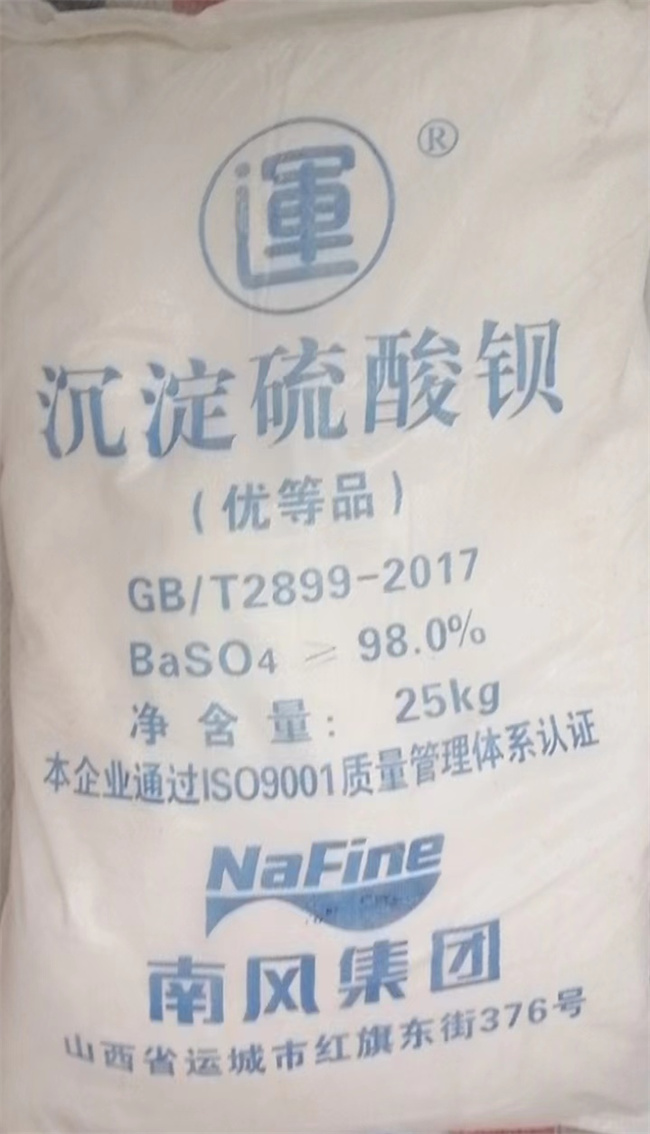 運
®
沉淀硫酸钡
(优等品)
GB/T2899-2017
BaSO4 ≥ 98.0%
净含量: 25kg
本企业通过ISO9001质量管理体系认证
NaFine
南风集团
山西省运城市红旗东街376号